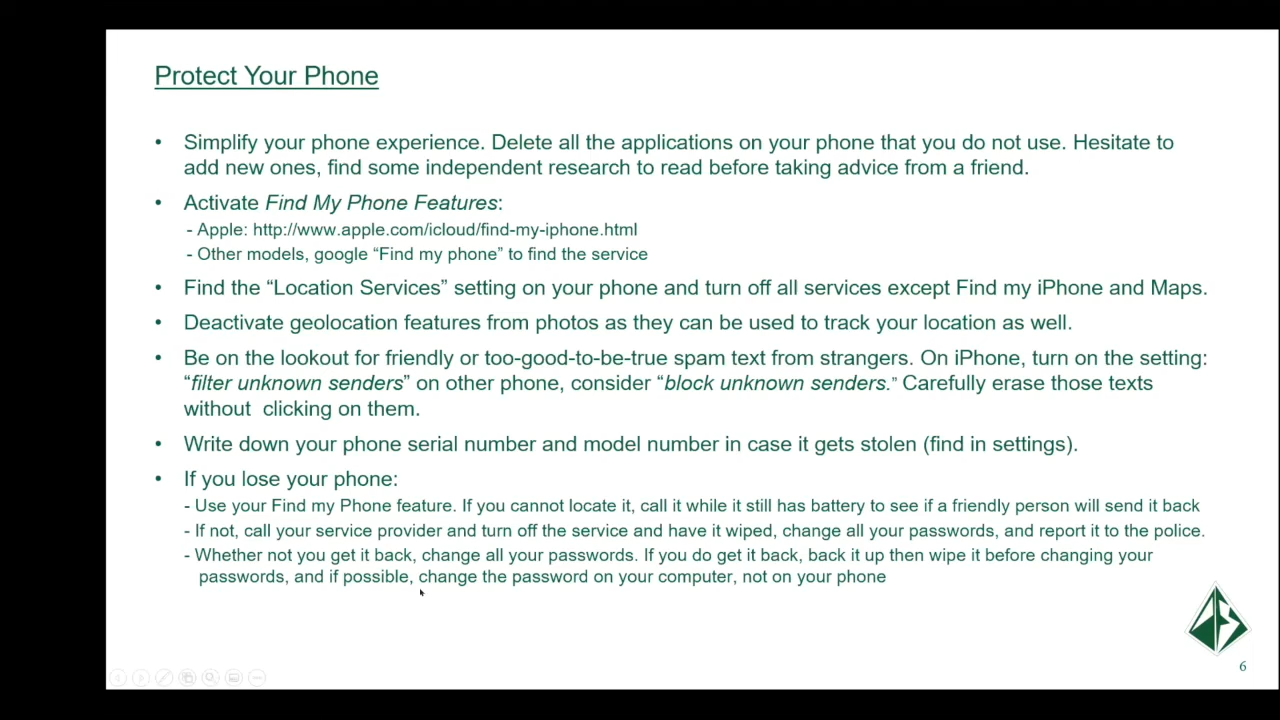 Protect Your Phone
• Simplify your phone experience. Delete all the applications on your phone that you do not use. Hesitate to
add new ones, find some independent research to read before taking advice from a friend.
• Activate Find My Phone Features:
- Apple: http://www.apple.com/icloud/find-my-iphone.html
- Other models, google “Find my phone” to find the service
• Find the “Location Services” setting on your phone and turn off all services except Find my iPhone and Maps.
• Deactivate geolocation features from photos as they can be used to track your location as well.
• Be on the lookout for friendly or too-good-to-be-true spam text from strangers. On iPhone, turn on the setting:
“filter unknown senders” on other phone, consider “block unknown senders.” Carefully erase those texts
without  clicking on them.
• Write down your phone serial number and model number in case it gets stolen (find in settings).
• If you lose your phone:
- Use your Find my Phone feature. If you cannot locate it, call it while it still has battery to see if a friendly person will send it back
- If not, call your service provider and turn off the service and have it wiped, change all your passwords, and report it to the police.
- Whether not you get it back, change all your passwords. If you do get it back, back it up then wipe it before changing your
passwords, and if possible, change the password on your computer, not on your phone
6